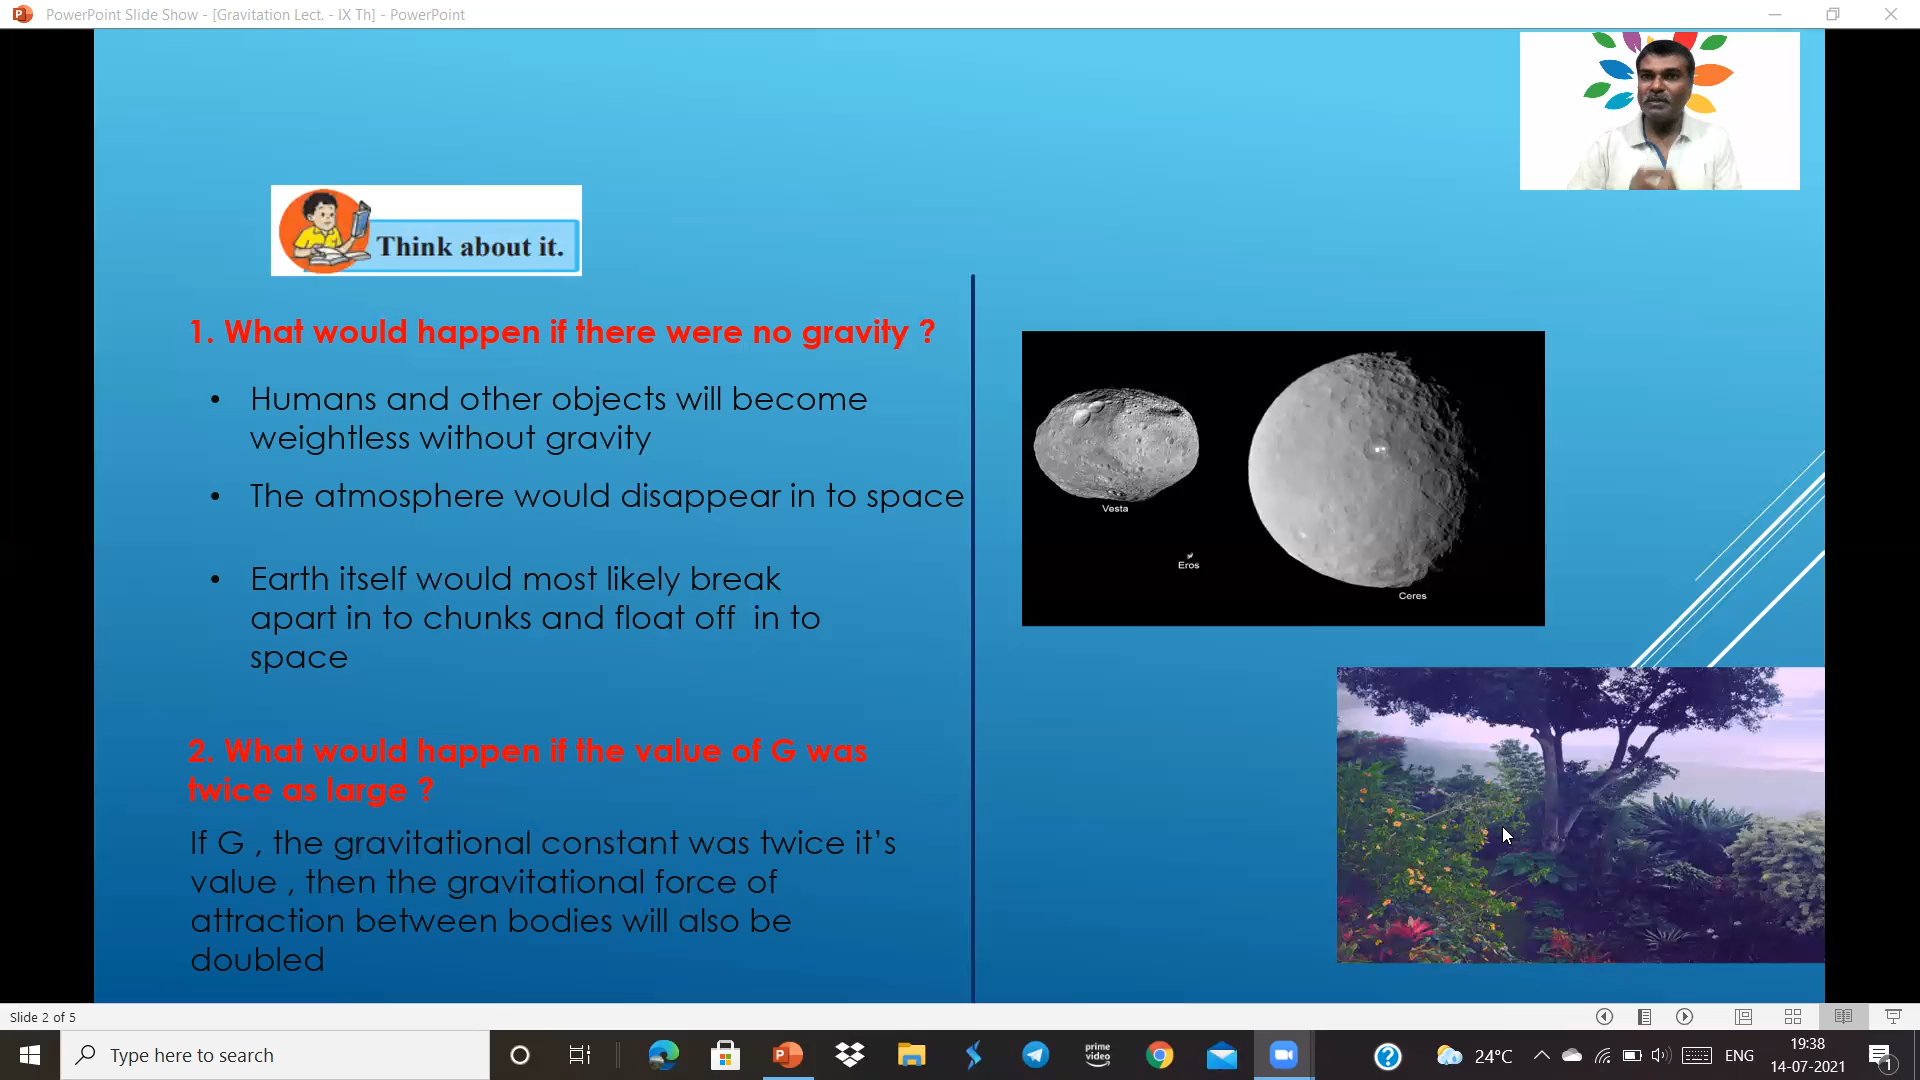 PowerPoint Slide Show - [Gravitation Lect. - IX Th] - PowerPoint
Think about it.
1. What would happen if there were no gravity ?
• Humans and other objects will become
weightless without gravity
• The atmosphere would disappear in to space
• Earth itself would most likely break
apart in to chunks and float off in to
space
2. What would happen if the value of G was
twice as large ?
If G , the gravitational constant was twice it's
value , then the gravitational force of
attraction between bodies will also be
doubled
Vesta
Eros
Ceres
Slide 2 of 5
Type here to search
prime
video
24°C
ENG
19:38
14-07-2021
1